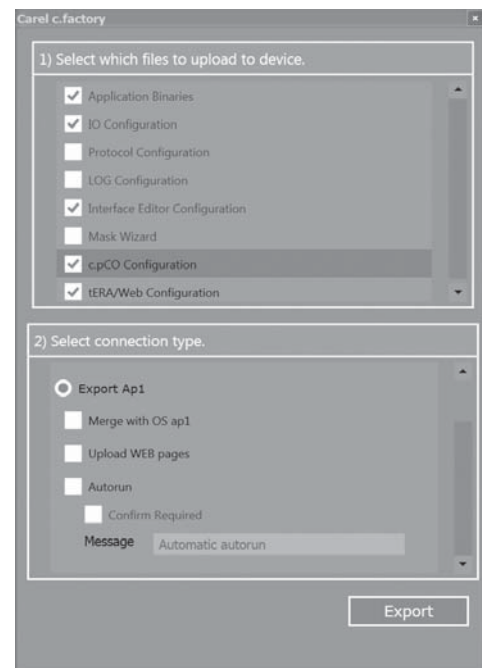 Carel c.factory
1) Select which files to upload to device.
Application Binaries
IO Configuration
Protocol Configuration
LOG Configuration
Interface Editor Configuration
Mask Wizard
c.pCO Configuration
tERA/Web Configuration
2) Select connection type.
Export Ap1
Merge with OS ap1
Upload WEB pages
Autorun
Confirm Required
Message Automatic autorun
Export